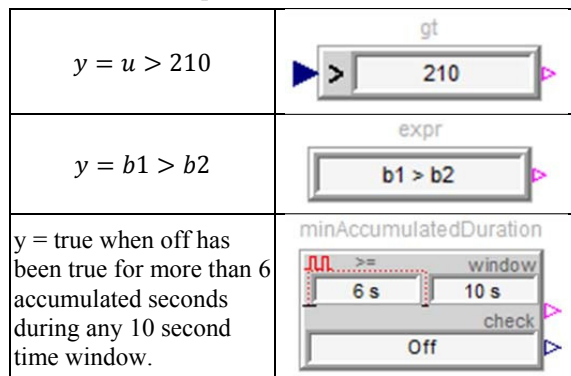 y = u > 210
gt
> 210
y = b1 > b2
expr
b1 > b2
y = true when off has
been true for more than 6
accumulated seconds
during any 10 second
time window.
minAccumulatedDuration
>= window
6 s 10 s
check
Off